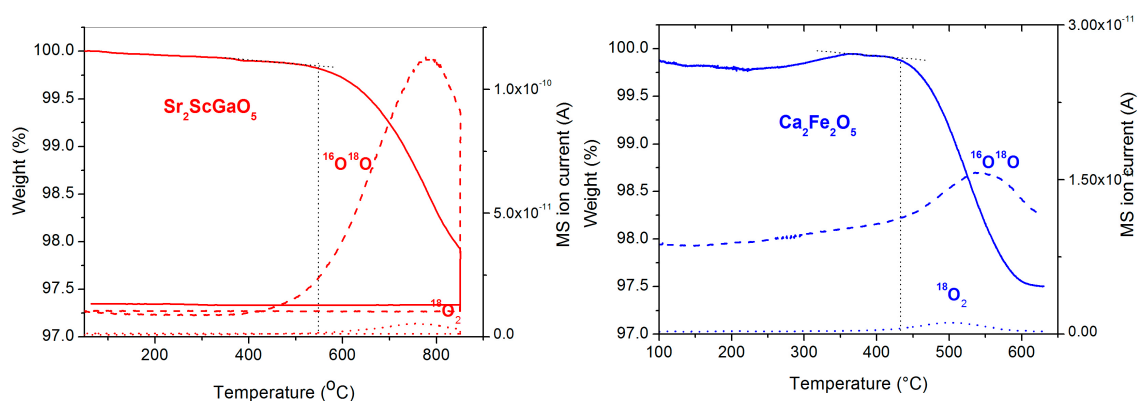 100.0
99.5
99.0
98.5
98.0
97.5
97.0
Weight (%)
Sr₂ScGaO₅
¹⁶O¹⁸O
¹⁸O₂
1.0x10⁻¹⁰
5.0x10⁻¹¹
0.0
MS ion current (A)
200
400
600
800
Temperature (⁰C)
100.0
99.5
99.0
98.5
98.0
97.5
97.0
Weight (%)
Ca₂Fe₂O₅
¹⁶O¹⁸O
¹⁸O₂
3.00x10⁻¹¹
1.50x10⁻¹¹
0.00
MS ion current (A)
100
200
300
400
500
600
Temperature (°C)